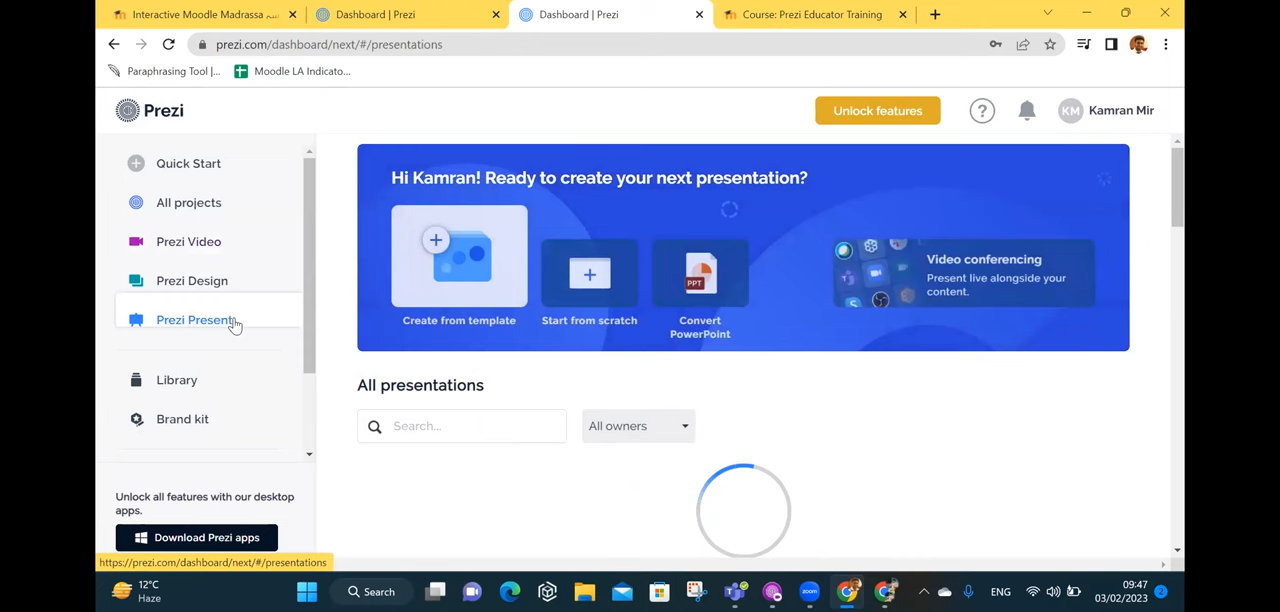 Interactive Moodle Madrassa
Dashboard | Prezi
Dashboard | Prezi
Course: Prezi Educator Training
prezi.com/dashboard/next/#/presentations
Paraphrasing Tool |...
Moodle LA Indicato...
Prezi
Unlock features
?
KM
Kamran Mir
Quick Start
All projects
Prezi Video
Prezi Design
Prezi Present
Library
Brand kit
Unlock all features with our desktop
apps.
Download Prezi apps
Hi Kamran! Ready to create your next presentation?
Create from template
Start from scratch
PPT
Convert
PowerPoint
Video conferencing
Present live alongside your
content.
All presentations
Search...
All owners
https://prezi.com/dashboard/next/#/presentations
12°C
Haze
Search
zoom
ENG
09:47
03/02/2023
2